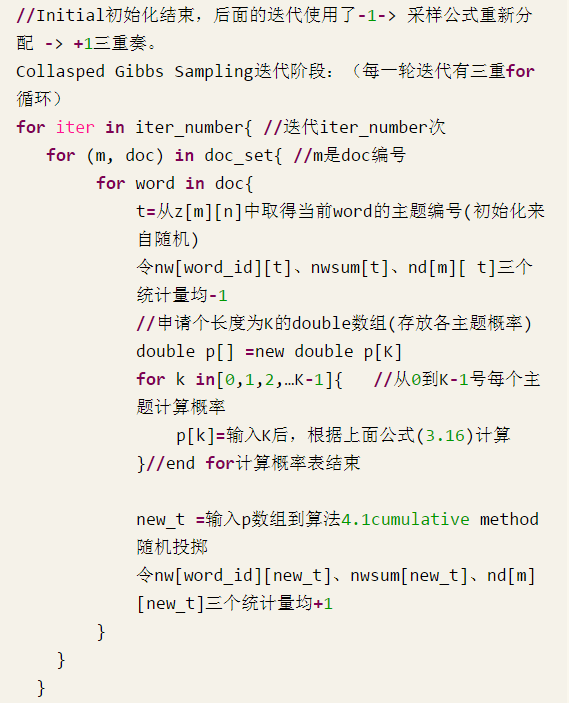 //Initial初始化结束，后面的迭代使用了-1-> 采样公式重新分
配 -> +1三重奏。
Collasped Gibbs Sampling迭代阶段：（每一轮迭代有三重for
循环）
for iter in iter_number{ //迭代iter_number次
for (m, doc) in doc_set{ //m是doc编号
for word in doc{
t=从z[m][n]中取得当前word的主题编号(初始化来
自随机)
令nw[word_id][t]、nwsum[t]、nd[m][ t]三个
统计量均-1
//申请个长度为K的double数组(存放各主题概率)
double p[] =new double p[K]
for k in[0,1,2,…K-1]{ //从0到K-1号每个主
题计算概率
p[k]=输入K后，根据上面公式(3.16)计算
}//end for计算概率表结束
new_t =输入p数组到算法4.1cumulative method
随机投掷
令nw[word_id][new_t]、nwsum[new_t]、nd[m]
[new_t]三个统计量均+1
}
}
}